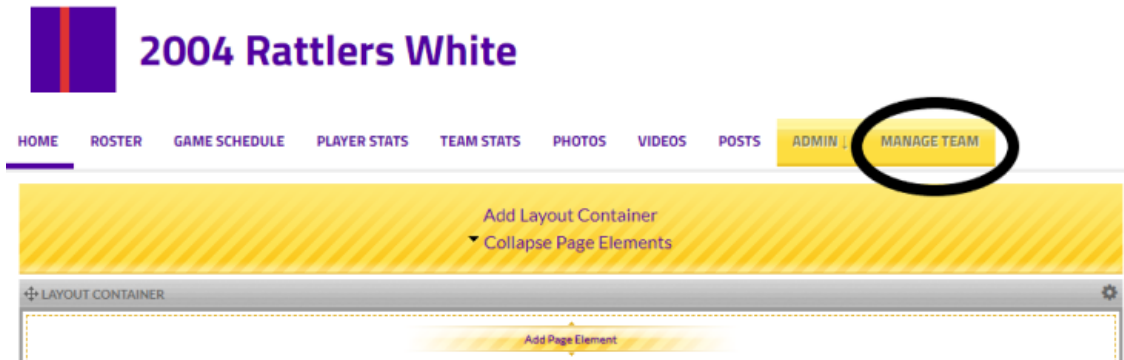 2004 Rattlers White
HOME ROSTER GAME SCHEDULE PLAYER STATS TEAM STATS PHOTOS VIDEOS POSTS ADMIN ↓ MANAGE TEAM
Add Layout Container
Collapse Page Elements
LAYOUT CONTAINER
Add Page Element